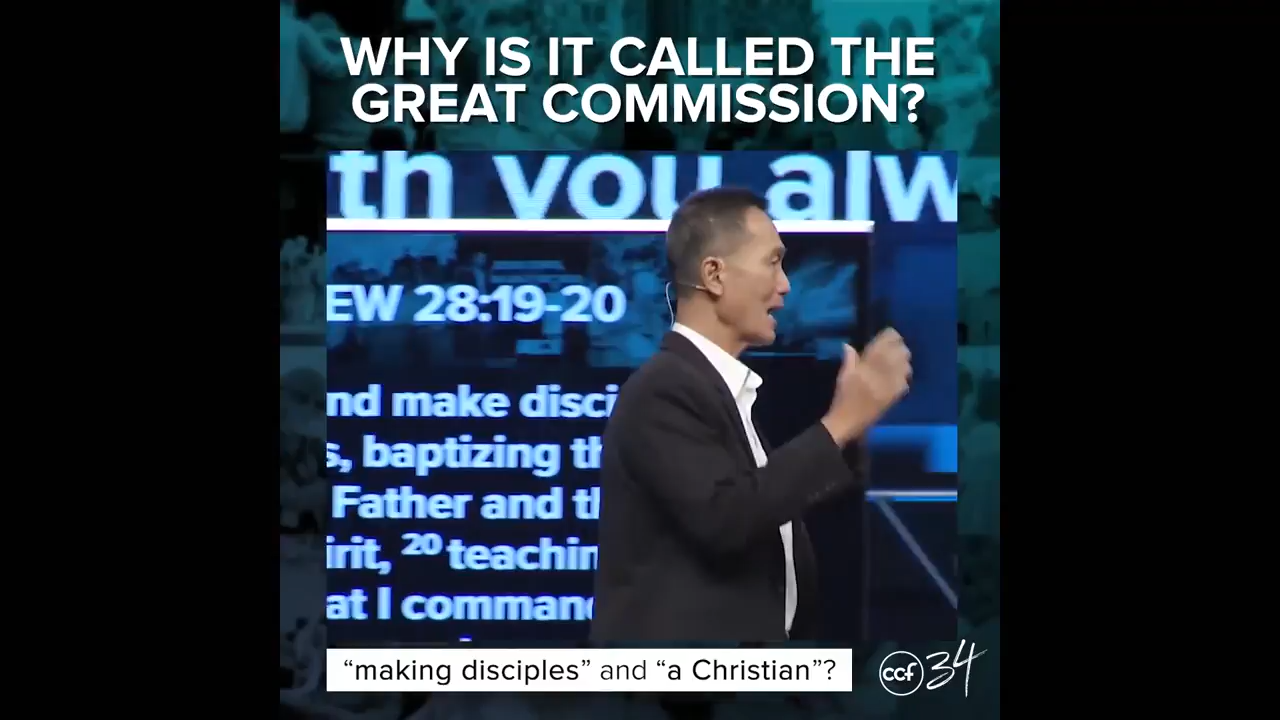 WHY IS IT CALLED THE
GREAT COMMISSION?
th you alw
EW 28:19-20
nd make disci
s, baptizing th
Father and th
irit, 20 teachin
at I command
"making disciples" and "a Christian"?
ccf 34